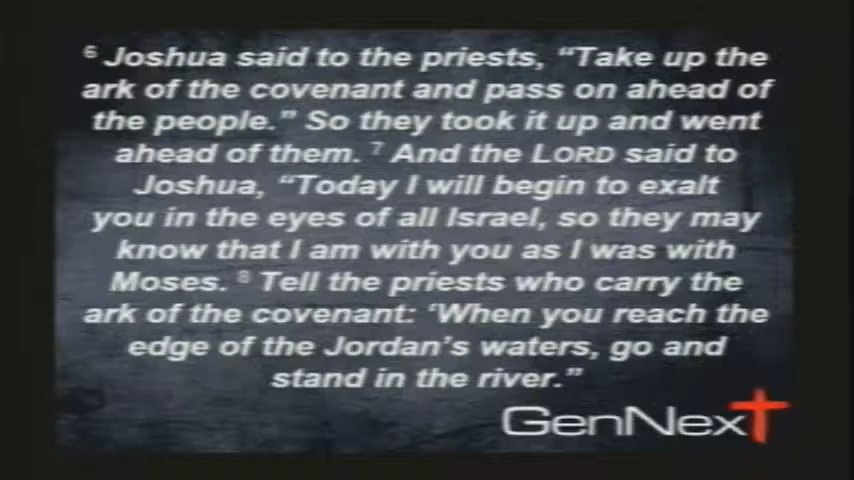 6 Joshua said to the priests, “Take up the
ark of the covenant and pass on ahead of
the people.” So they took it up and went
ahead of them. 7 And the LORD said to
Joshua, “Today I will begin to exalt
you in the eyes of all Israel, so they may
know that I am with you as I was with
Moses. 8 Tell the priests who carry the
ark of the covenant: ‘When you reach the
edge of the Jordan’s waters, go and
stand in the river.”
GenNext